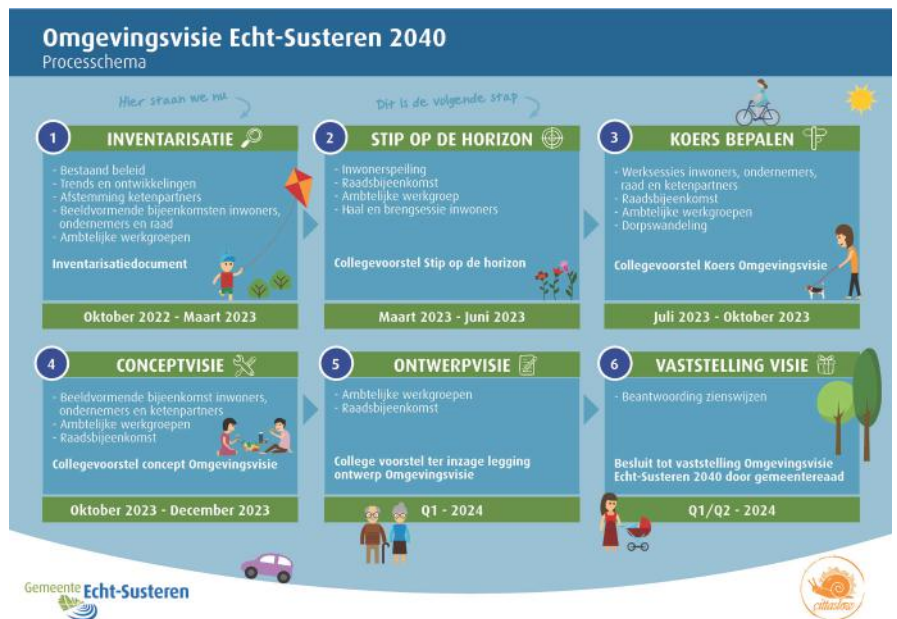 Omgevingsvisie Echt-Susteren 2040
Processchema
Hier staan we nu
Dit is de volgende stap
1
INVENTARISATIE
- Bestaand beleid
- Trends en ontwikkelingen
- Afstemming ketenpartners
- Beeldvormende bijeenkomsten inwoners,
ondernemers en raad
- Ambtelijke werkgroepen
Inventarisatiedocument
Oktober 2022 - Maart 2023
2
STIP OP DE HORIZON
- Inwonerspeiling
- Raadsbijeenkomst
- Ambtelijke werkgroep
- Haal en brengsessie inwoners
Collegevoorstel Stip op de horizon
Maart 2023 - Juni 2023
3
KOERS BEPALEN
- Werksessies inwoners, ondernemers,
raad en ketenpartners
- Raadsbijeenkomst
- Ambtelijke werkgroepen
- Dorpswandeling
Collegevoorstel Koers Omgevingsvisie
Juli 2023 - Oktober 2023
4
CONCEPTVISIE
- Beeldvormende bijeenkomst inwoners,
ondernemers en ketenpartners
- Ambtelijke werkgroepen
- Raadsbijeenkomst
Collegevoorstel concept Omgevingsvisie
Oktober 2023 - December 2023
5
ONTWERPVISIE
- Ambtelijke werkgroepen
- Raadsbijeenkomst
College voorstel ter inzage legging
ontwerp Omgevingsvisie
Q1 - 2024
6
VASTSTELLING VISIE
- Beantwoording zienswijzen
Besluit tot vaststelling Omgevingsvisie
Echt-Susteren 2040 door gemeentereaad
Q1/Q2 - 2024
Gemeente Echt-Susteren
cittaslow